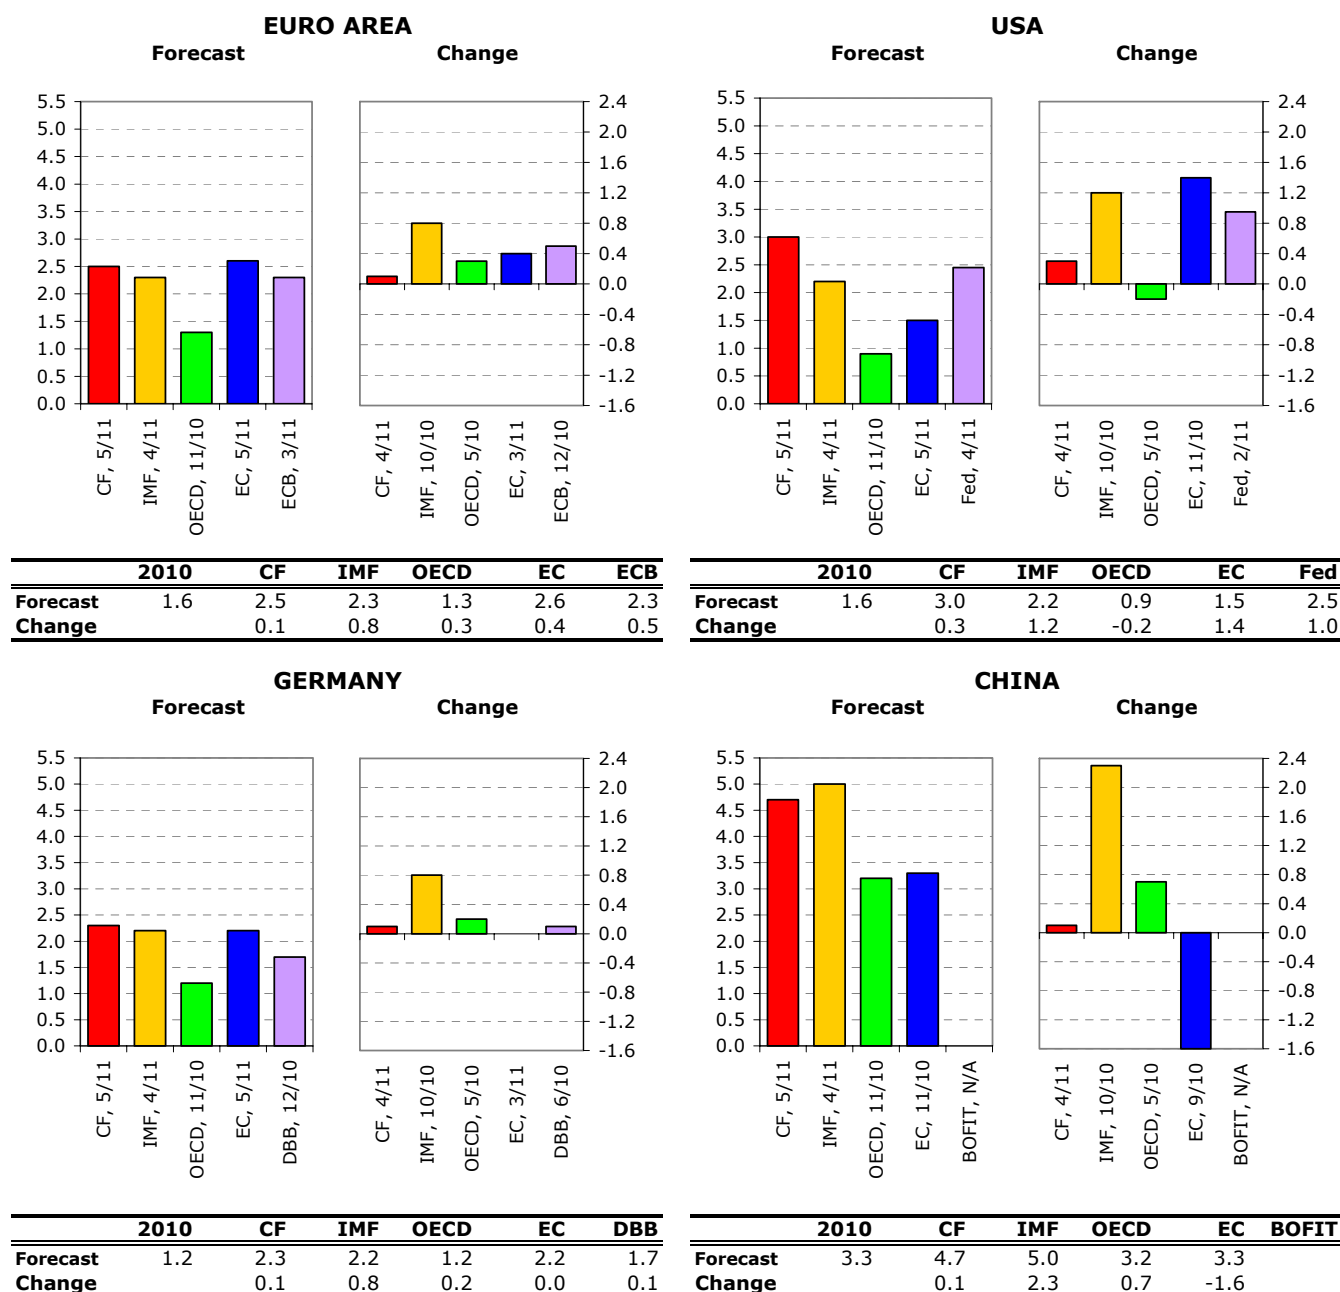 EURO AREA
Forecast Change
5.5
5.0
4.5
4.0
3.5
3.0
2.5
2.0
1.5
1.0
0.5
0.0
2.4
2.0
1.6
1.2
0.8
0.4
0.0
-0.4
-0.8
-1.2
-1.6
CF, 5/11
IMF, 4/11
OECD, 11/10
EC, 5/11
ECB, 3/11
CF, 4/11
IMF, 10/10
OECD, 5/10
EC, 3/11
ECB, 12/10
2010 CF IMF OECD EC ECB
Forecast 1.6 2.5 2.3 1.3 2.6 2.3
Change 0.1 0.8 0.3 0.4 0.5
USA
Forecast Change
5.5
5.0
4.5
4.0
3.5
3.0
2.5
2.0
1.5
1.0
0.5
0.0
2.4
2.0
1.6
1.2
0.8
0.4
0.0
-0.4
-0.8
-1.2
-1.6
CF, 5/11
IMF, 4/11
OECD, 11/10
EC, 5/11
Fed, 4/11
CF, 4/11
IMF, 10/10
OECD, 5/10
EC, 11/10
Fed, 2/11
2010 CF IMF OECD EC Fed
Forecast 1.6 3.0 2.2 0.9 1.5 2.5
Change 0.3 1.2 -0.2 1.4 1.0
GERMANY
Forecast Change
5.5
5.0
4.5
4.0
3.5
3.0
2.5
2.0
1.5
1.0
0.5
0.0
2.4
2.0
1.6
1.2
0.8
0.4
0.0
-0.4
-0.8
-1.2
-1.6
CF, 5/11
IMF, 4/11
OECD, 11/10
EC, 5/11
DBB, 12/10
CF, 4/11
IMF, 10/10
OECD, 5/10
EC, 3/11
DBB, 6/10
2010 CF IMF OECD EC DBB
Forecast 1.2 2.3 2.2 1.2 2.2 1.7
Change 0.1 0.8 0.2 0.0 0.1
CHINA
Forecast Change
5.5
5.0
4.5
4.0
3.5
3.0
2.5
2.0
1.5
1.0
0.5
0.0
2.4
2.0
1.6
1.2
0.8
0.4
0.0
-0.4
-0.8
-1.2
-1.6
CF, 5/11
IMF, 4/11
OECD, 11/10
EC, 11/10
BOFIT, N/A
CF, 4/11
IMF, 10/10
OECD, 5/10
EC, 9/10
BOFIT, N/A
2010 CF IMF OECD EC BOFIT
Forecast 3.3 4.7 5.0 3.2 3.3
Change 0.1 2.3 0.7 -1.6